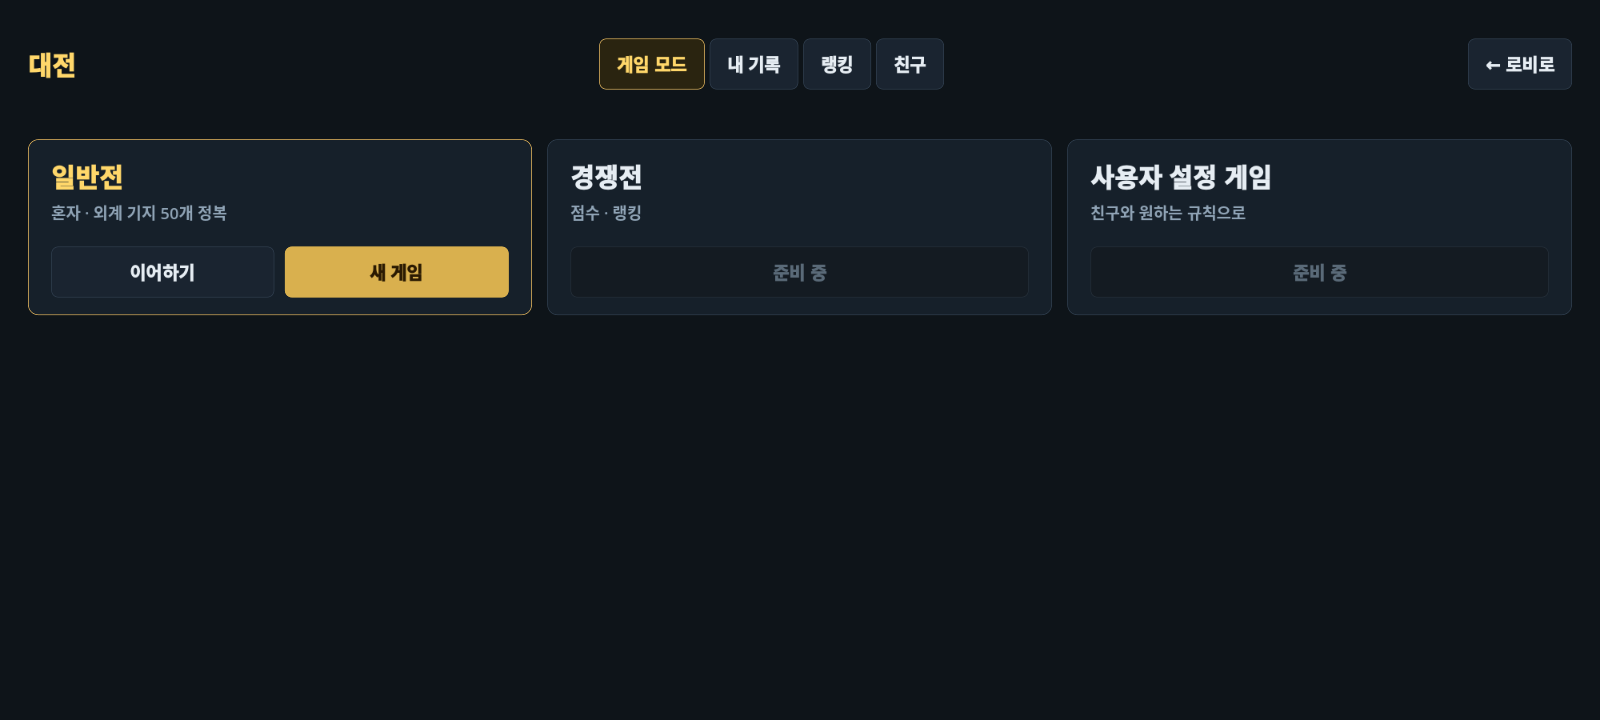 대전
게임 모드
내 기록
랭킹
친구
← 로비로
일반전
혼자 · 외계 기지 50개 정복
이어하기
새 게임
경쟁전
점수 · 랭킹
준비 중
사용자 설정 게임
친구와 원하는 규칙으로
준비 중